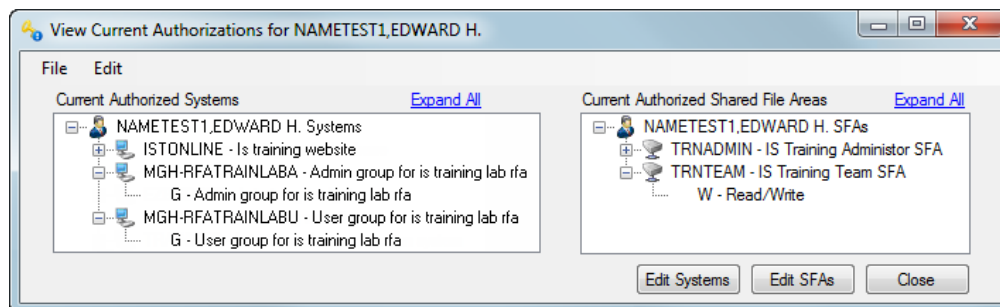 View Current Authorizations for NAMETEST1,EDWARD H.
File Edit
Current Authorized Systems Expand All
NAMETEST1,EDWARD H. Systems
ISTONLINE - Is training website
MGH-RFATRAINLABA - Admin group for is training lab rfa
G - Admin group for is training lab rfa
MGH-RFATRAINLABU - User group for is training lab rfa
G - User group for is training lab rfa
Current Authorized Shared File Areas Expand All
NAMETEST1,EDWARD H. SFAs
TRNADMIN - IS Training Administor SFA
TRNTEAM - IS Training Team SFA
W - Read/Write
Edit Systems Edit SFAs Close